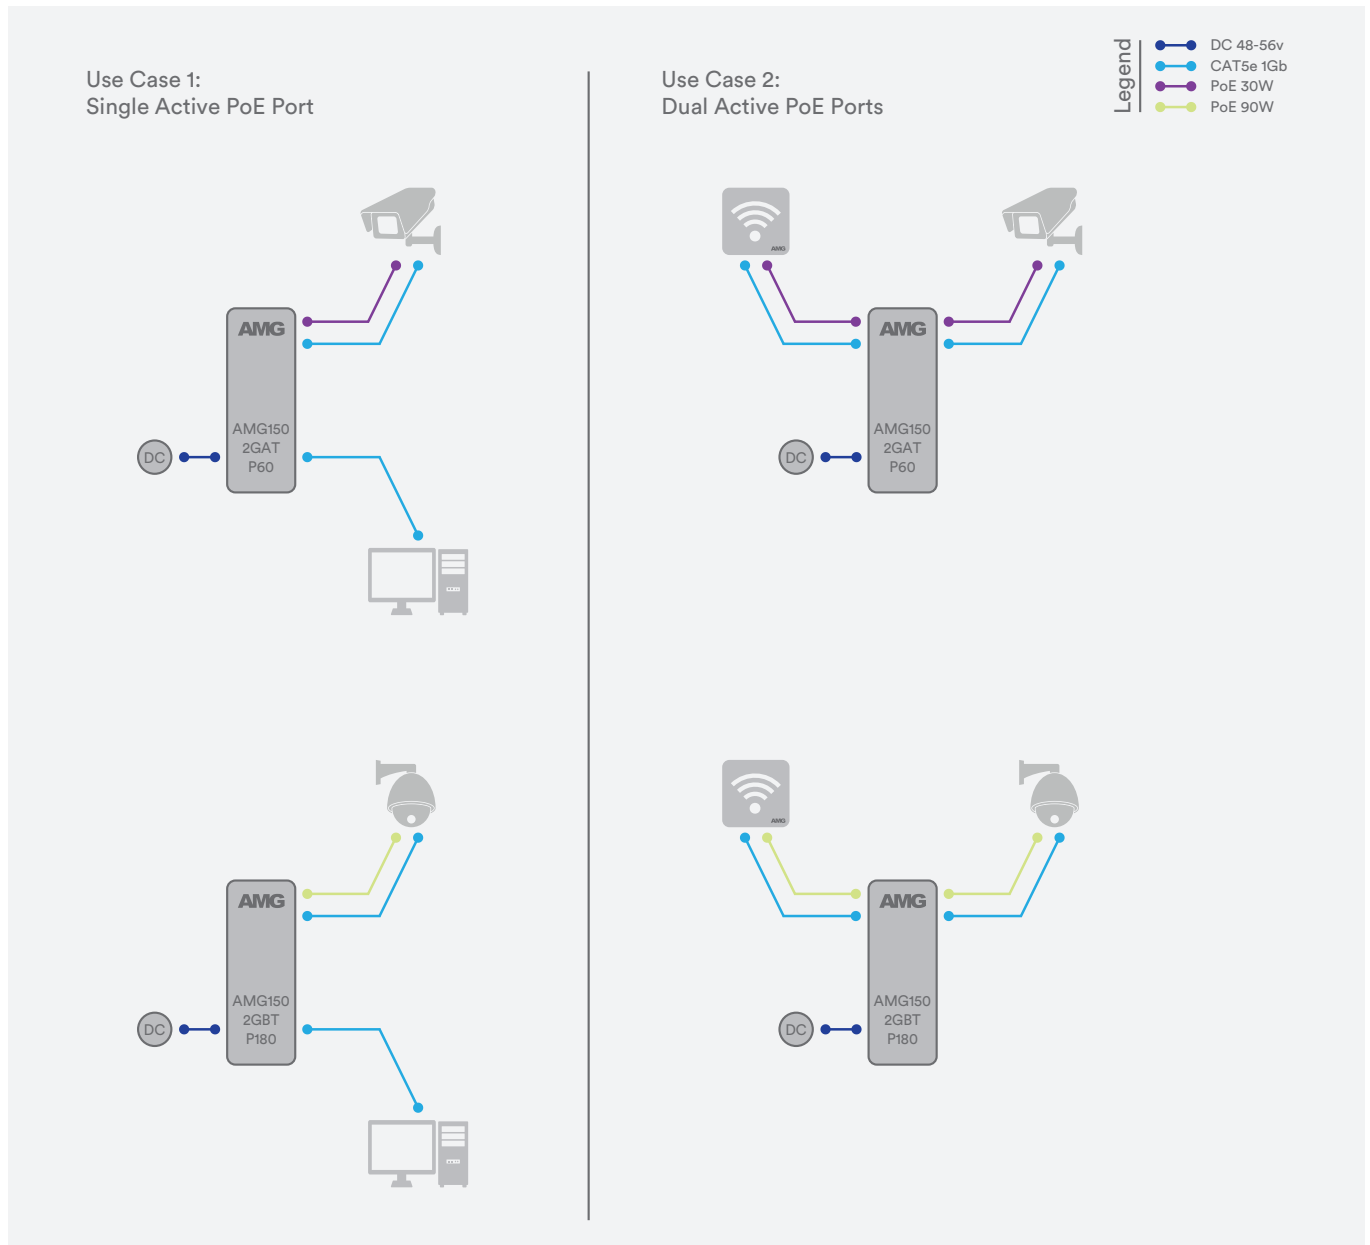 Use Case 1:
Single Active PoE Port
Use Case 2:
Dual Active PoE Ports
Legend
DC 48-56v
CAT5e 1Gb
PoE 30W
PoE 90W
AMG
AMG150
2GAT
P60
DC
AMG
AMG
AMG150
2GAT
P60
DC
AMG
AMG150
2GBT
P180
DC
AMG
AMG
AMG150
2GBT
P180
DC